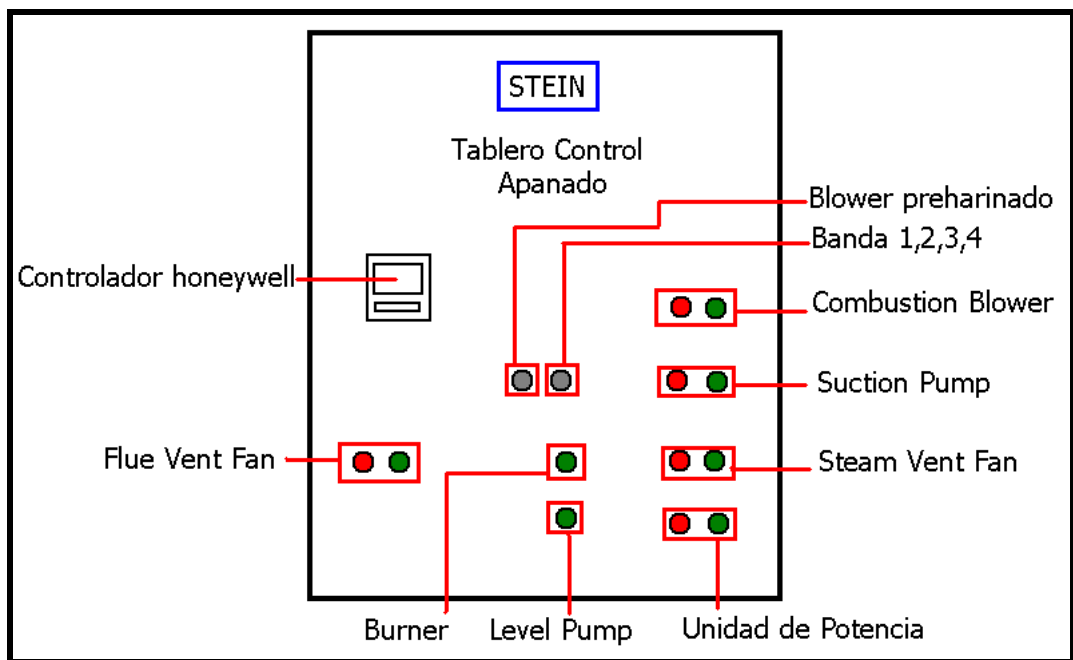 STEIN
Tablero Control
Apanado
Blower preharinado
Banda 1,2,3,4
Controlador honeywell
Combustion Blower
Suction Pump
Flue Vent Fan
Steam Vent Fan
Burner
Level Pump
Unidad de Potencia